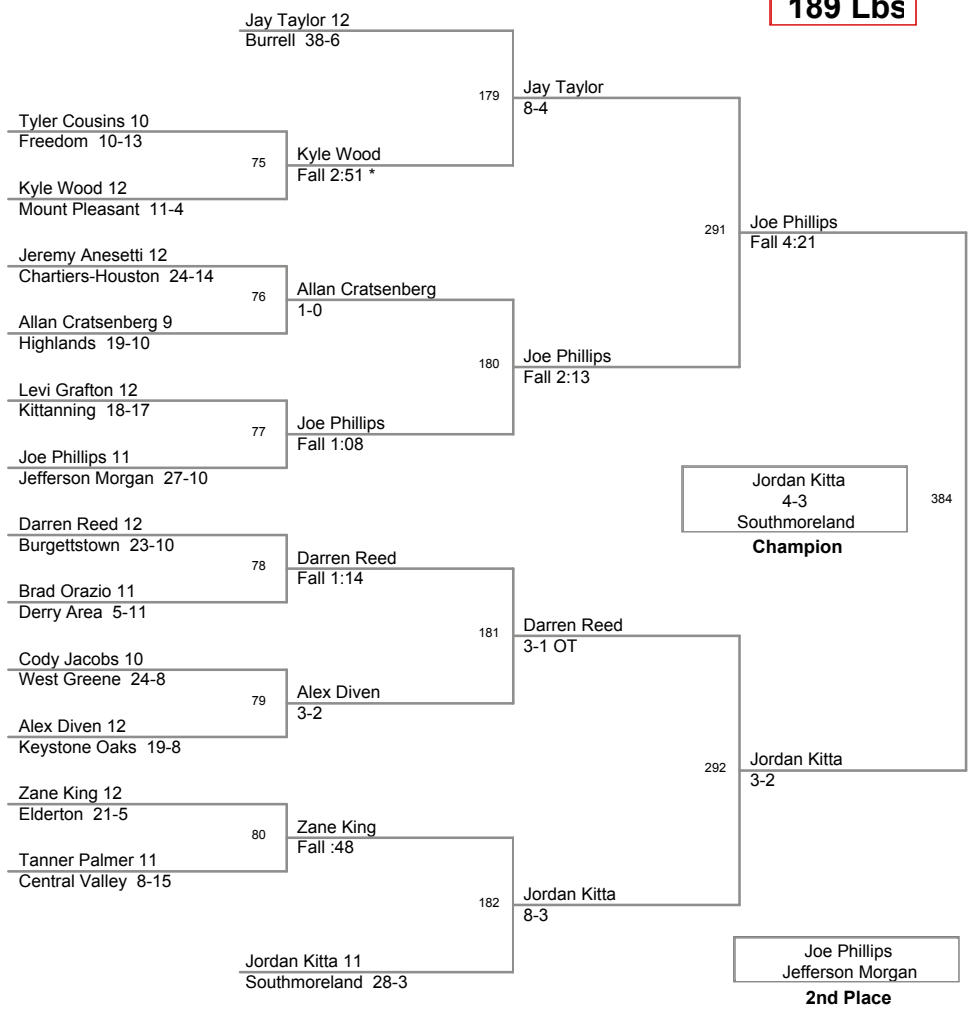 189 Lbs
Jay Taylor 12
Burrell 38-6
179
Jay Taylor
8-4
Tyler Cousins 10
Freedom 10-13
75
Kyle Wood
Fall 2:51 *
Kyle Wood 12
Mount Pleasant 11-4
291
Joe Phillips
Fall 4:21
Jeremy Anesetti 12
Chartiers-Houston 24-14
76
Allan Cratsenberg
1-0
Allan Cratsenberg 9
Highlands 19-10
180
Joe Phillips
Fall 2:13
Levi Grafton 12
Kittanning 18-17
77
Joe Phillips
Fall 1:08
Joe Phillips 11
Jefferson Morgan 27-10
Jordan Kitta
4-3
Southmoreland
Champion
384
Darren Reed 12
Burgettstown 23-10
78
Darren Reed
Fall 1:14
Brad Orazio 11
Derry Area 5-11
181
Darren Reed
3-1 OT
Cody Jacobs 10
West Greene 24-8
79
Alex Diven
3-2
Alex Diven 12
Keystone Oaks 19-8
292
Jordan Kitta
3-2
Zane King 12
Elderton 21-5
80
Zane King
Fall :48
Tanner Palmer 11
Central Valley 8-15
182
Jordan Kitta
8-3
Jordan Kitta 11
Southmoreland 28-3
Joe Phillips
Jefferson Morgan
2nd Place